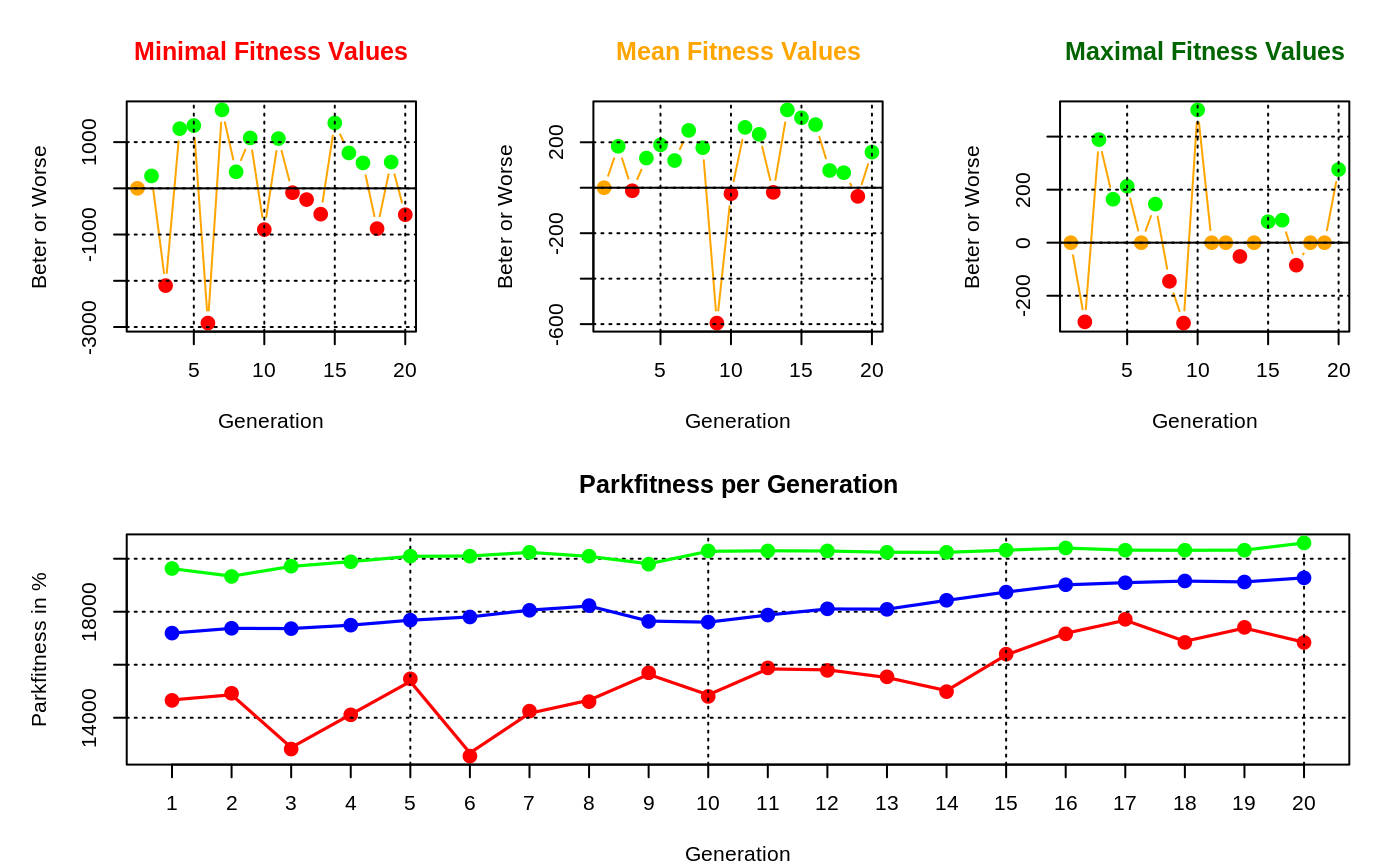 Minimal Fitness Values
Beter or Worse
1000
-1000
-3000
5 10 15 20
Generation
Mean Fitness Values
Beter or Worse
200
-200
-600
5 10 15 20
Generation
Maximal Fitness Values
Beter or Worse
200
0
-200
5 10 15 20
Generation
Parkfitness per Generation
Parkfitness in %
18000
14000
1 2 3 4 5 6 7 8 9 10 11 12 13 14 15 16 17 18 19 20
Generation